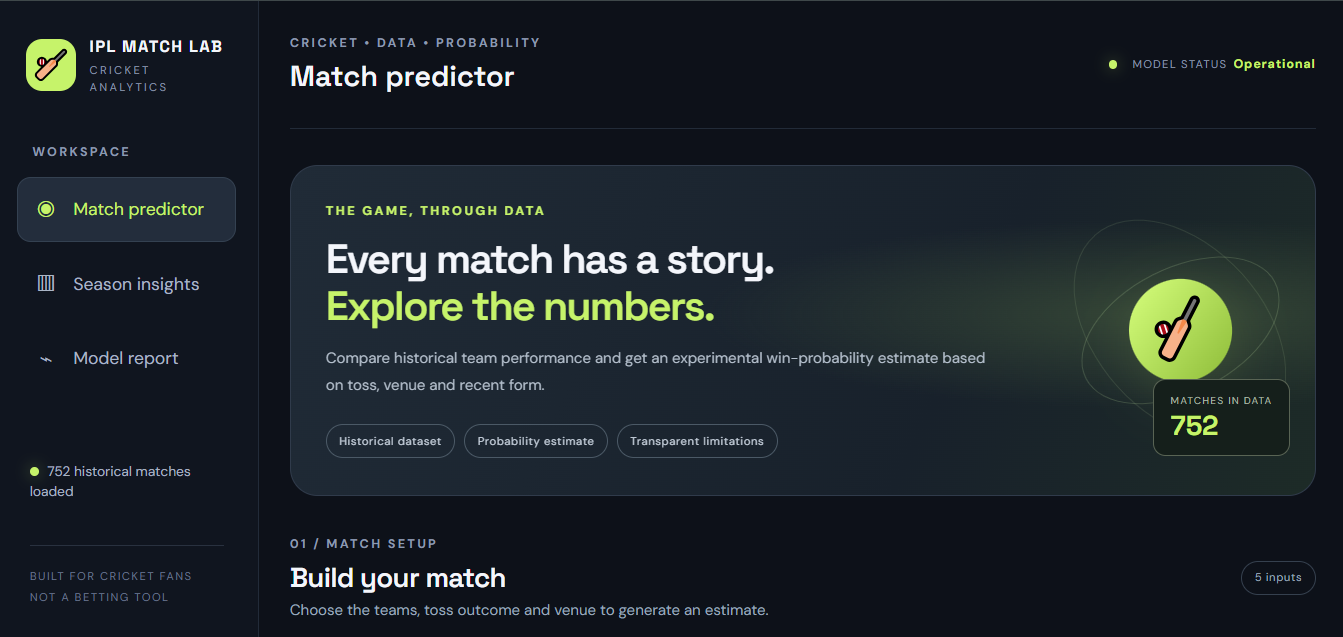 IPL MATCH LAB
CRICKET
ANALYTICS
WORKSPACE
Match predictor
Season insights
Model report
752 historical matches
loaded
BUILT FOR CRICKET FANS
NOT A BETTING TOOL
CRICKET • DATA • PROBABILITY
Match predictor
MODEL STATUS Operational
THE GAME, THROUGH DATA
Every match has a story.
Explore the numbers.
Compare historical team performance and get an experimental win-probability estimate based
on toss, venue and recent form.
Historical dataset
Probability estimate
Transparent limitations
MATCHES IN DATA
752
01 / MATCH SETUP
Build your match
Choose the teams, toss outcome and venue to generate an estimate.
5 inputs